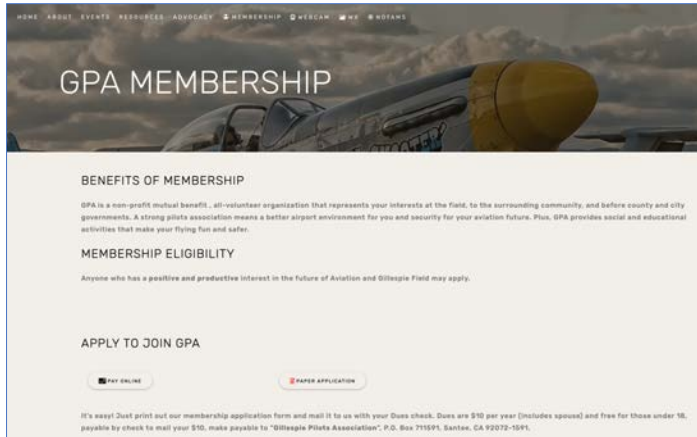 HOME ABOUT EVENTS RESOURCES ADVOCACY MEMBERSHIP WEBCAM WX NOTAMS
GPA MEMBERSHIP
BENEFITS OF MEMBERSHIP
GPA is a non-profit mutual benefit , all-volunteer organization that represents your interests at the field, to the surrounding community, and before county and city
governments. A strong pilots association means a better airport environment for you and security for your aviation future. Plus, GPA provides social and educational
activities that make your flying fun and safer.
MEMBERSHIP ELIGIBILITY
Anyone who has a positive and productive interest in the future of Aviation and Gillespie Field may apply.
APPLY TO JOIN GPA
PAY ONLINE PAPER APPLICATION
It's easy! Just print out our membership application form and mail it to us with your Dues check. Dues are $10 per year (includes spouse) and free for those under 18,
payable by check to mail your $10, make payable to "Gillespie Pilots Association", P.O. Box 711591, Santee, CA 92072-1591.